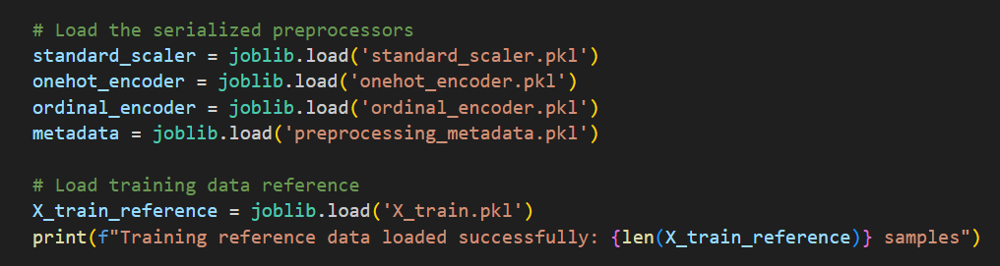 # Load the serialized preprocessors
standard_scaler = joblib.load('standard_scaler.pkl')
onehot_encoder = joblib.load('onehot_encoder.pkl')
ordinal_encoder = joblib.load('ordinal_encoder.pkl')
metadata = joblib.load('preprocessing_metadata.pkl')

# Load training data reference
X_train_reference = joblib.load('X_train.pkl')
print(f"Training reference data loaded successfully: {len(X_train_reference)} samples")